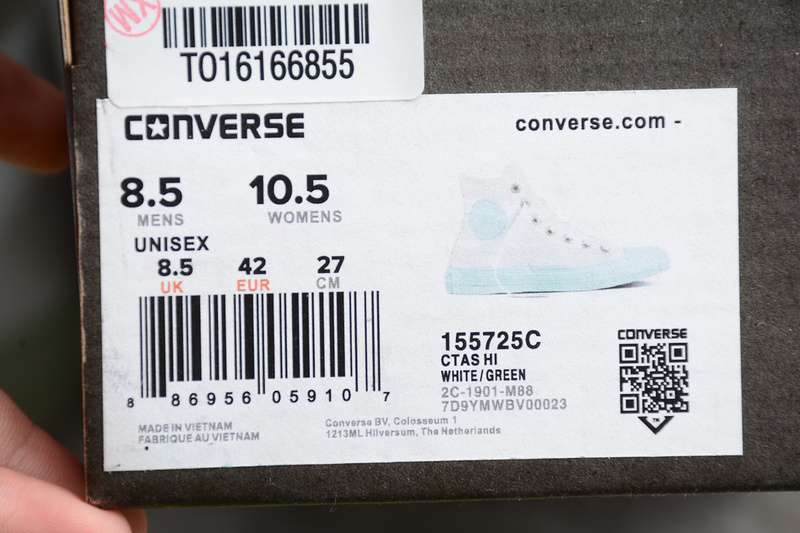 XM
TO16166855
CONVERSE
converse.com -
8.5 10.5
MENS WOMENS
UNISEX
8.5 42 27
UK EUR CM
8 86956 05910 7
155725C
CTAS HI
WHITE/GREEN
2C-1901-M88
7D9YMWBV00023
CONVERSE
MADE IN VIETNAM
FABRIQUE AU VIETNAM
Converse BV, Colosseum 1
1213ML Hilversum, The Netherlands